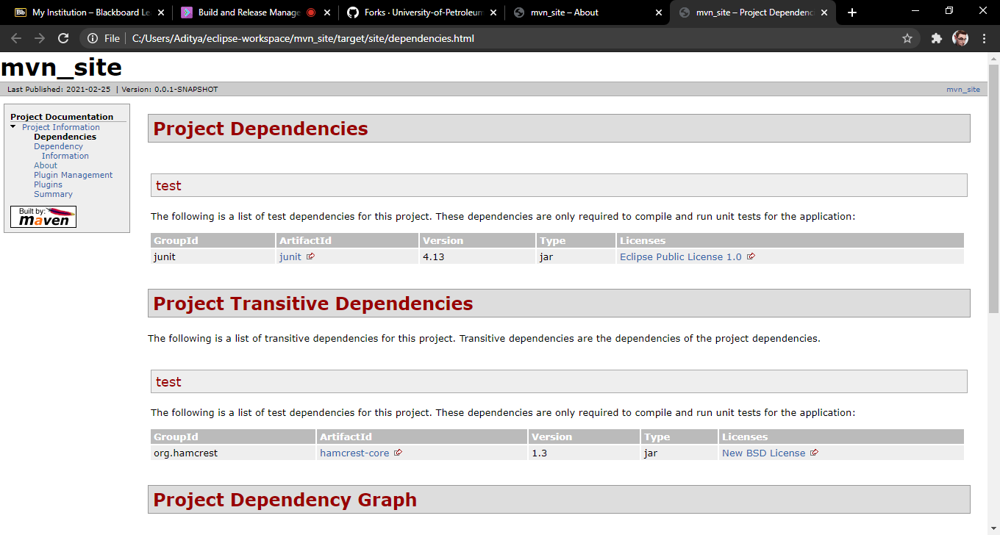 Bb My Institution – Blackboard Le
Build and Release Manage
Forks · University-of-Petroleum
mvn_site – About
mvn_site – Project Dependenc
File C:/Users/Aditya/eclipse-workspace/mvn_site/target/site/dependencies.html
mvn_site
Last Published: 2021-02-25 | Version: 0.0.1-SNAPSHOT
mvn_site
Project Documentation
Project Information
Dependencies
Dependency
Information
About
Plugin Management
Plugins
Summary
Built by:
maven
Project Dependencies
test
The following is a list of test dependencies for this project. These dependencies are only required to compile and run unit tests for the application:
GroupId ArtifactId Version Type Licenses
junit junit 4.13 jar Eclipse Public License 1.0
Project Transitive Dependencies
The following is a list of transitive dependencies for this project. Transitive dependencies are the dependencies of the project dependencies.
test
The following is a list of test dependencies for this project. These dependencies are only required to compile and run unit tests for the application:
GroupId ArtifactId Version Type Licenses
org.hamcrest hamcrest-core 1.3 jar New BSD License
Project Dependency Graph